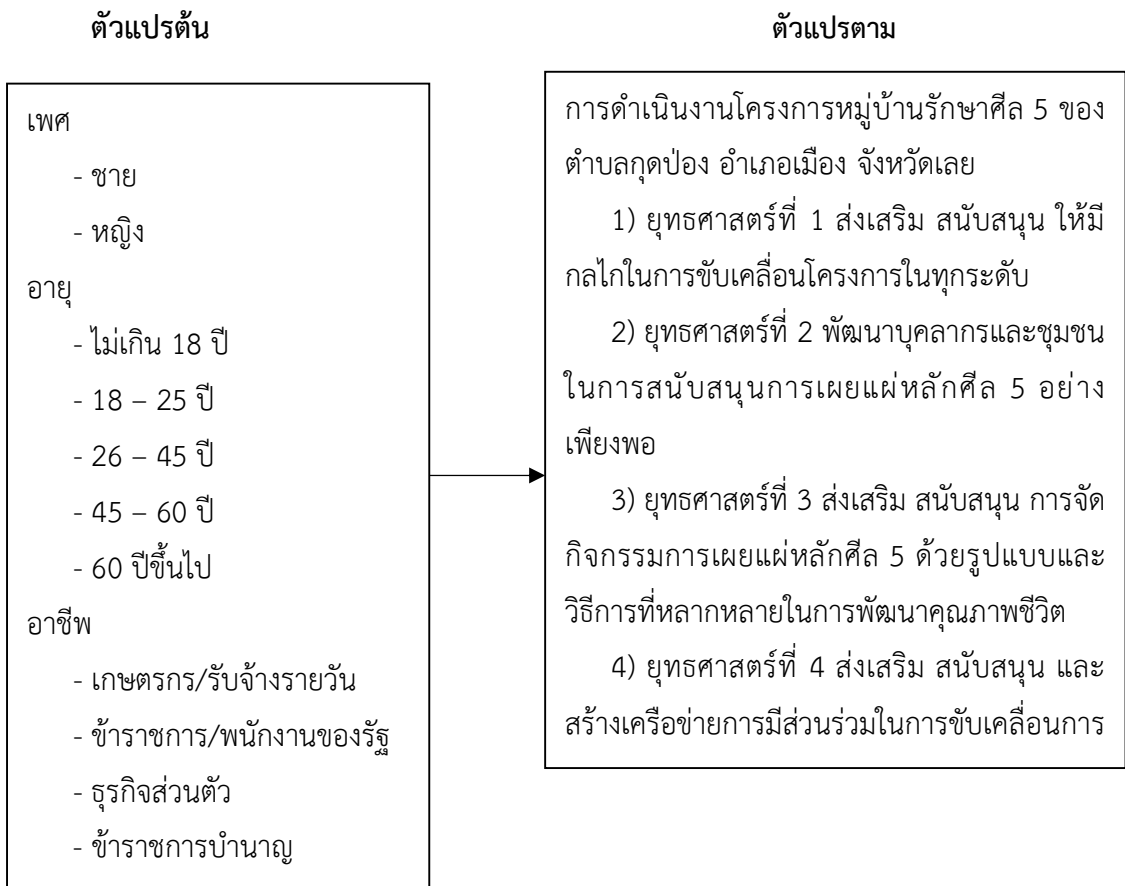 ตัวแปรต้น
ตัวแปรตาม
เพศ
- ชาย
- หญิง
อายุ
- ไม่เกิน 18 ปี
- 18 – 25 ปี
- 26 – 45 ปี
- 45 – 60 ปี
- 60 ปีขึ้นไป
อาชีพ
- เกษตรกร/รับจ้างรายวัน
- ข้าราชการ/พนักงานของรัฐ
- ธุรกิจส่วนตัว
- ข้าราชการบำนาญ
การดำเนินงานโครงการหมู่บ้านรักษาศีล 5 ของ
ตำบลกุดป่อง อำเภอเมือง จังหวัดเลย
1) ยุทธศาสตร์ที่ 1 ส่งเสริม สนับสนุน ให้มี
กลไกในการขับเคลื่อนโครงการในทุกระดับ
2) ยุทธศาสตร์ที่ 2 พัฒนาบุคลากรและชุมชน
ในการสนับสนุนการเผยแผ่หลักศีล 5 อย่าง
เพียงพอ
3) ยุทธศาสตร์ที่ 3 ส่งเสริม สนับสนุน การจัด
กิจกรรมการเผยแผ่หลักศีล 5 ด้วยรูปแบบและ
วิธีการที่หลากหลายในการพัฒนาคุณภาพชีวิต
4) ยุทธศาสตร์ที่ 4 ส่งเสริม สนับสนุน และ
สร้างเครือข่ายการมีส่วนร่วมในการขับเคลื่อนการ